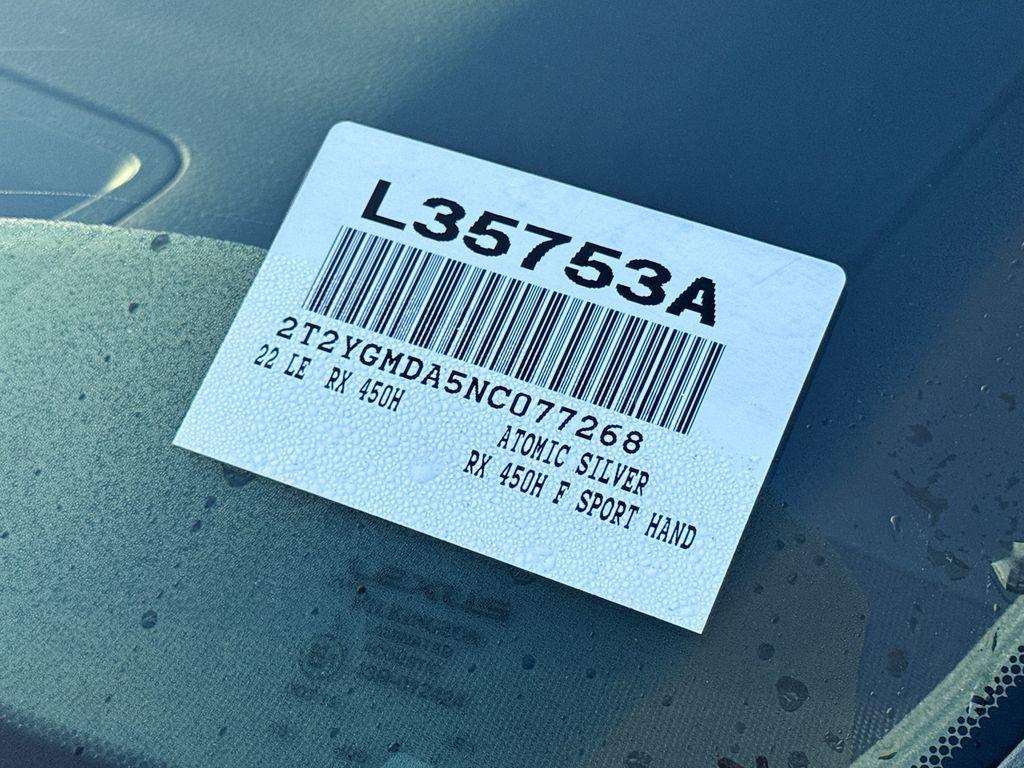 L35753A
2T2YGMDA5NC077268
22 LE RX 450H
ATOMIC SILVER
RX 450H F SPORT HAND
LEXUS